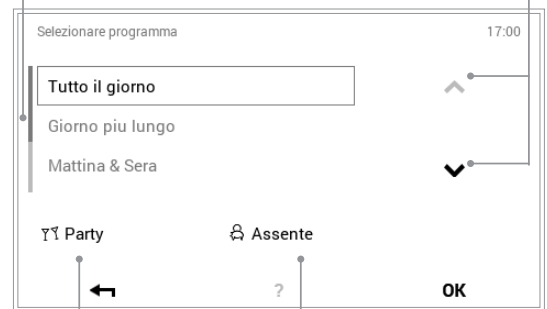 Selezionare programma 17:00
Tutto il giorno
Giorno piu lungo
Mattina & Sera
Party Assente
? OK